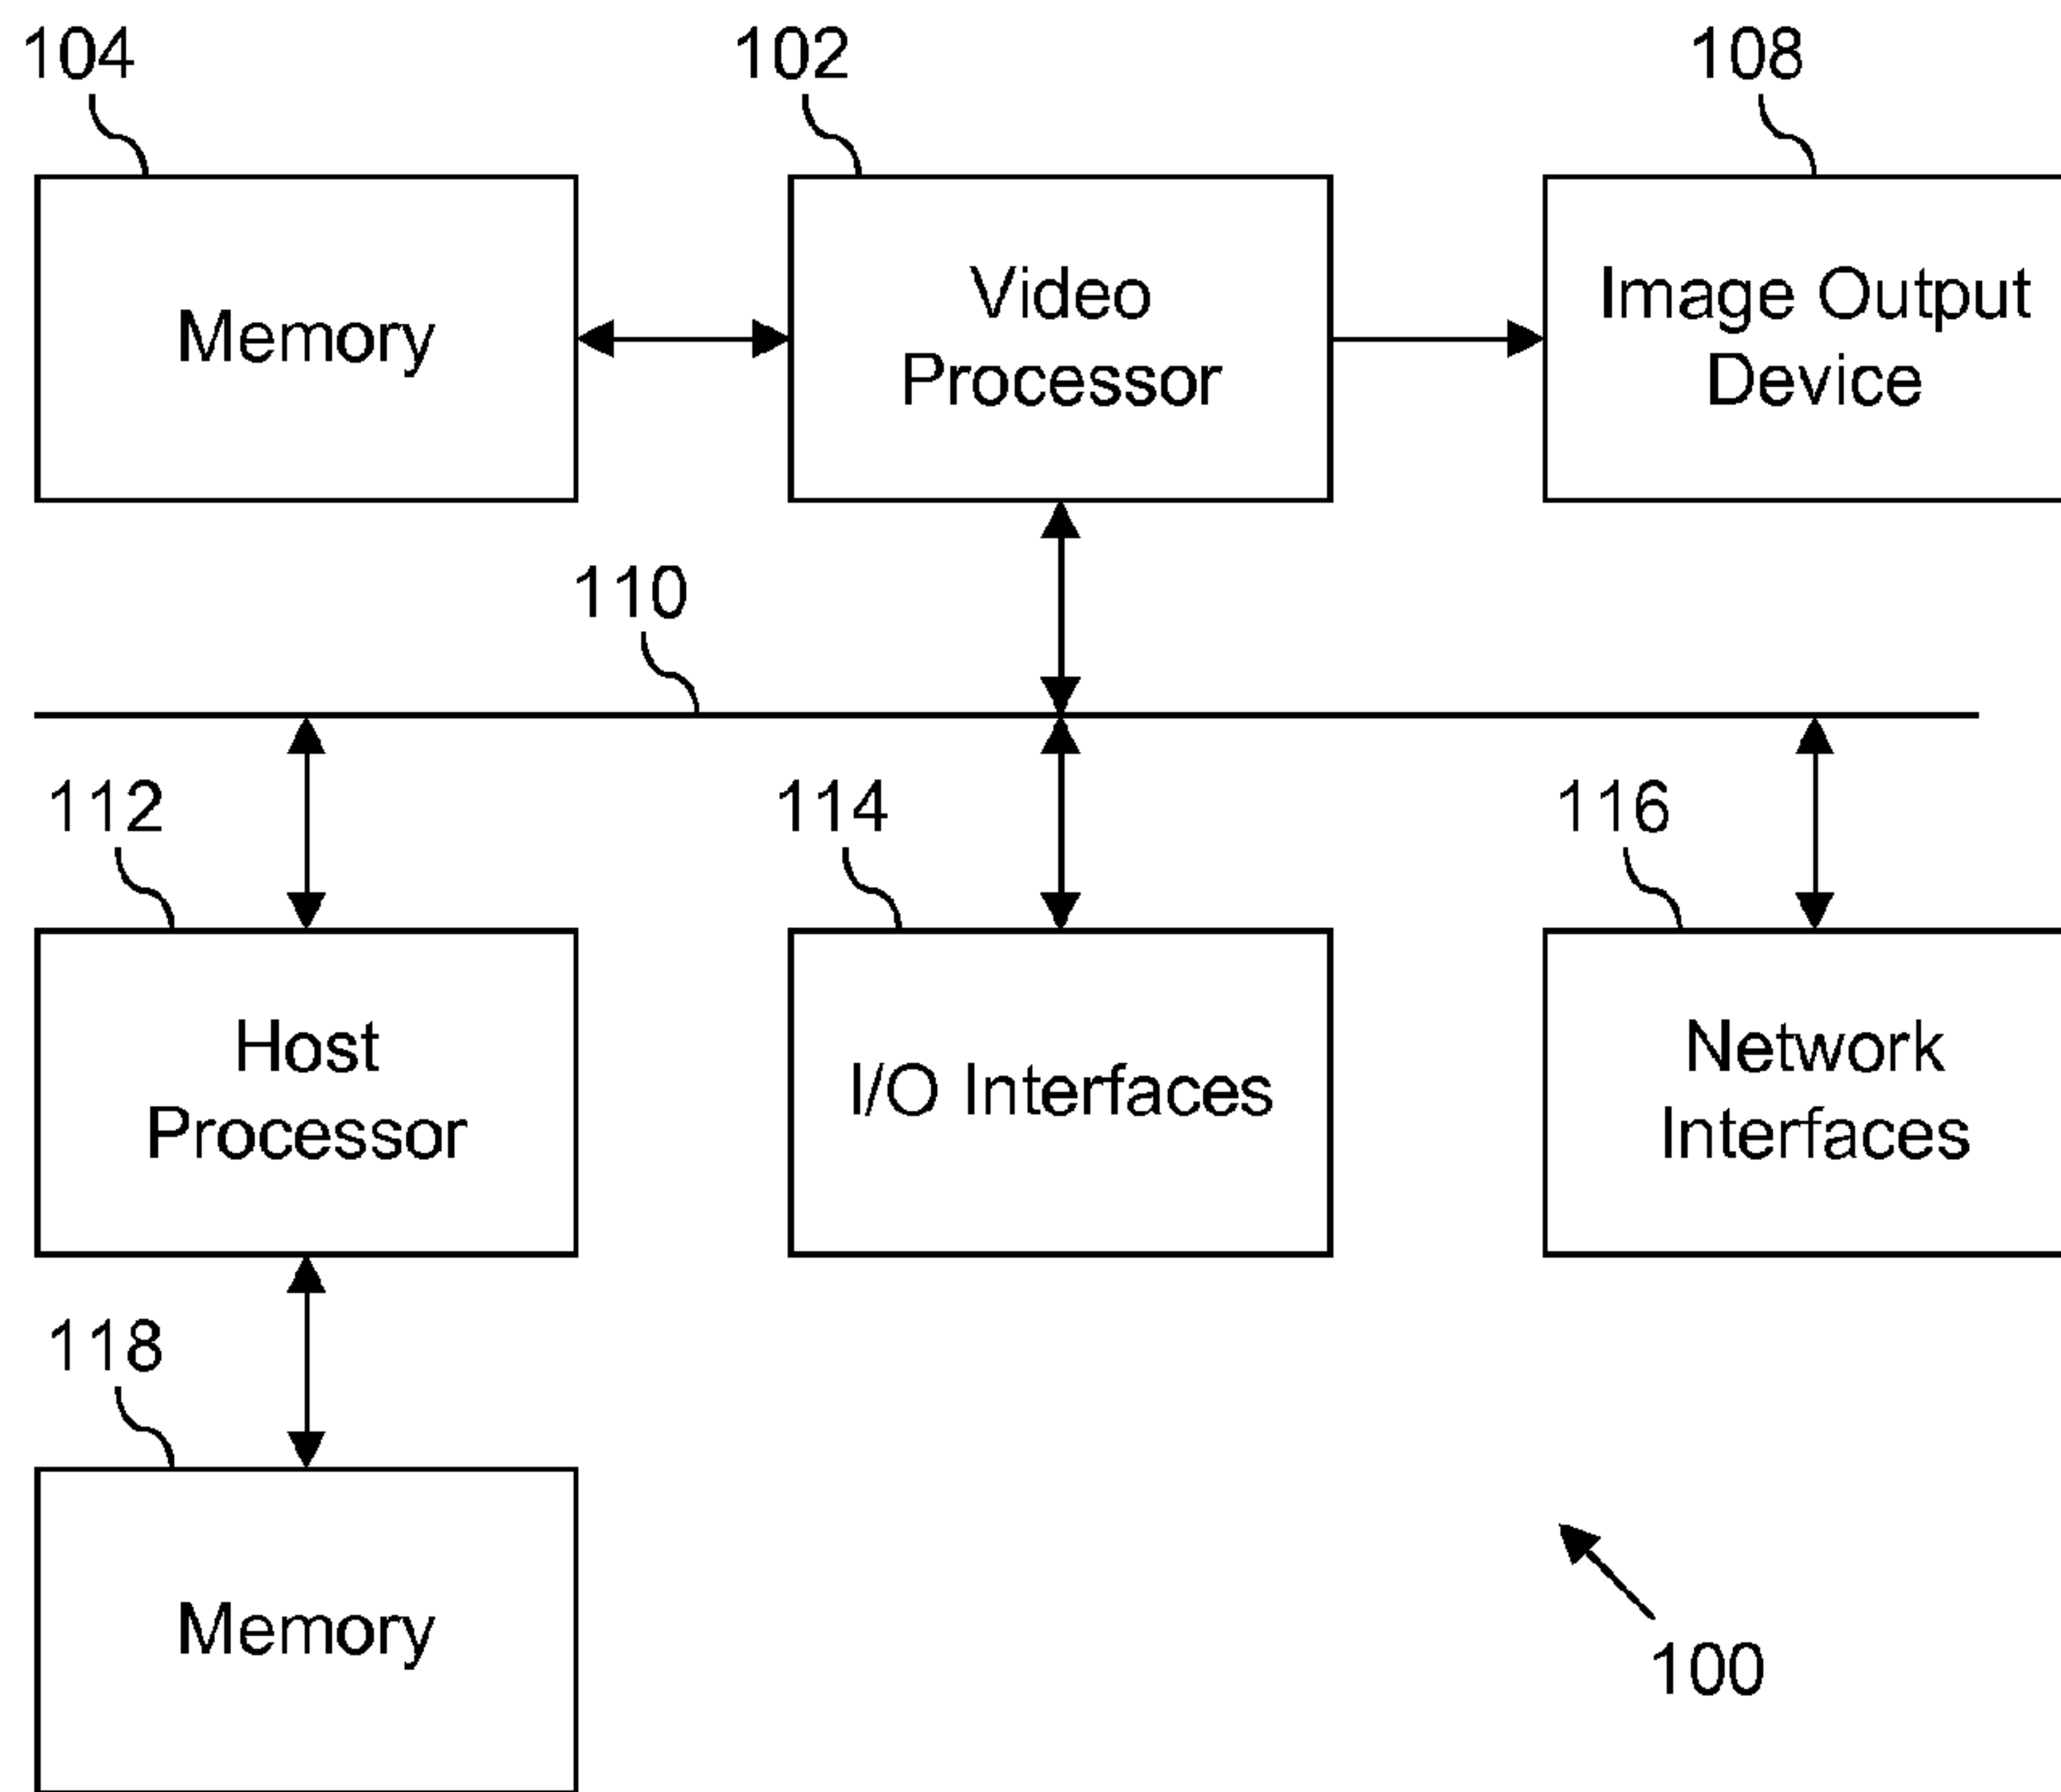 104
102
108
Memory
Video
Processor
Image Output
Device
110
112
114
116
Host
Processor
I/O Interfaces
Network
Interfaces
118
Memory
100